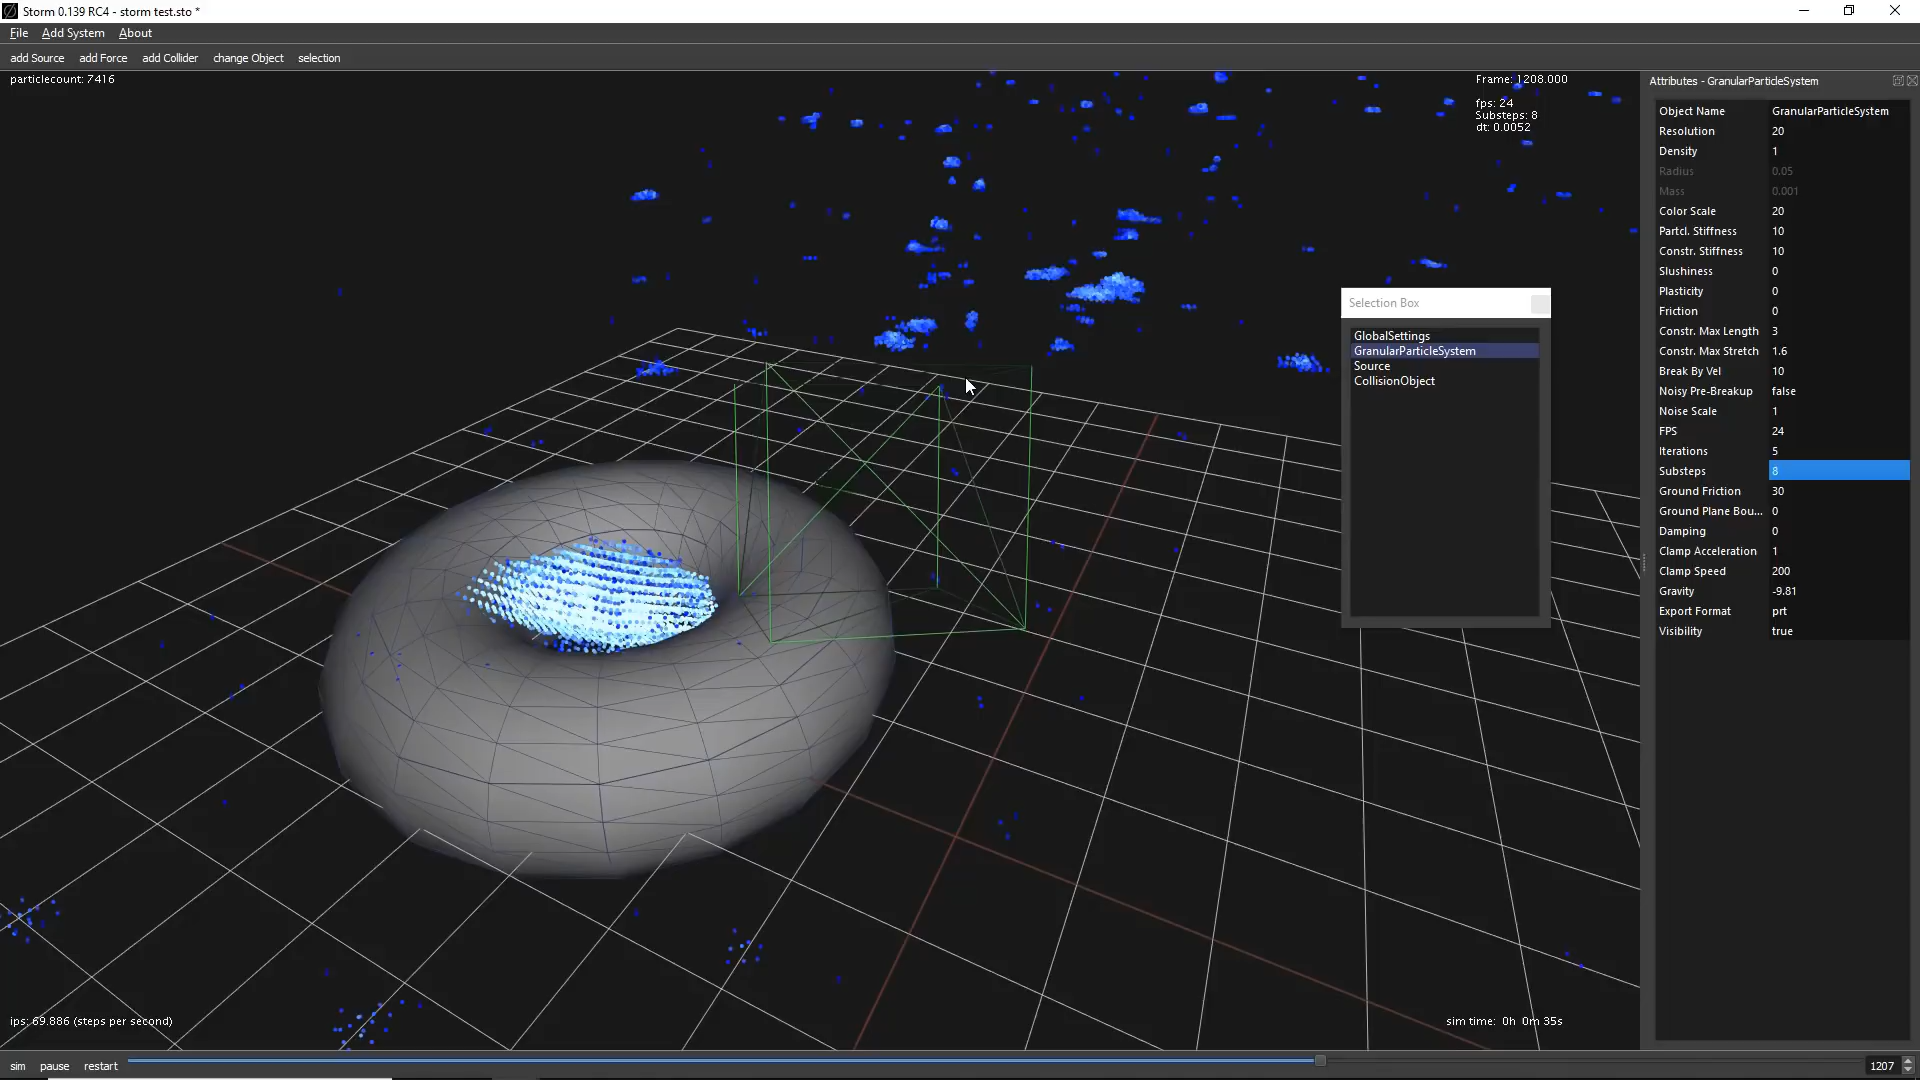 Storm 0.139 RC4 - storm test.sto *
File Add System About
add Source add Force add Collider change Object selection
particlecount: 7416
Frame: 1208.000
fps: 24
Substeps: 8
dt: 0.0052
Selection Box
GlobalSettings
GranularParticleSystem
Source
CollisionObject
Attributes - GranularParticleSystem
Object Name GranularParticleSystem
Resolution 20
Density 1
Radius 0.05
Mass 0.001
Color Scale 20
Partcl. Stiffness 10
Constr. Stiffness 10
Slushiness 0
Plasticity 0
Friction 0
Constr. Max Length 3
Constr. Max Stretch 1.6
Break By Vel 10
Noisy Pre-Breakup false
Noise Scale 1
FPS 24
Iterations 5
Substeps 8
Ground Friction 30
Ground Plane Bou... 0
Damping 0
Clamp Acceleration 1
Clamp Speed 200
Gravity -9.81
Export Format prt
Visibility true
ips: 69.886 (steps per second)
sim time: 0h 0m 35s
sim pause restart 1207